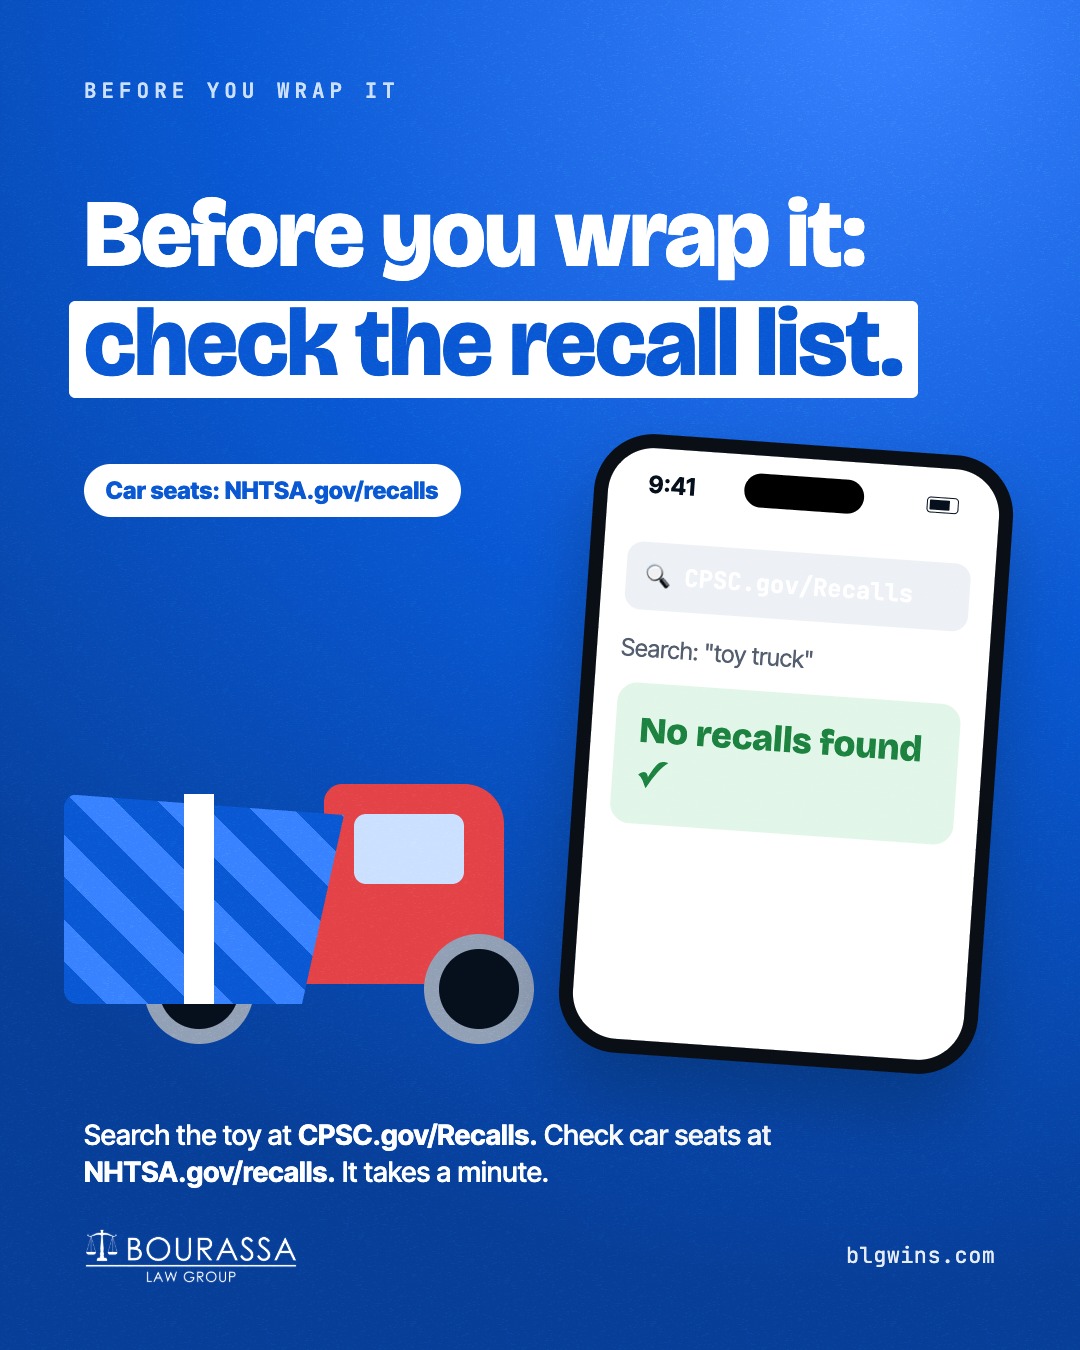 BEFORE YOU WRAP IT
Before you wrap it:
check the recall list.
Car seats: NHTSA.gov/recalls
9:41
🔍 CPSC.gov/Recalls
Search: "toy truck"
No recalls found
✓
Search the toy at CPSC.gov/Recalls. Check car seats at
NHTSA.gov/recalls. It takes a minute.
BOURASSA
LAW GROUP
blgwins.com